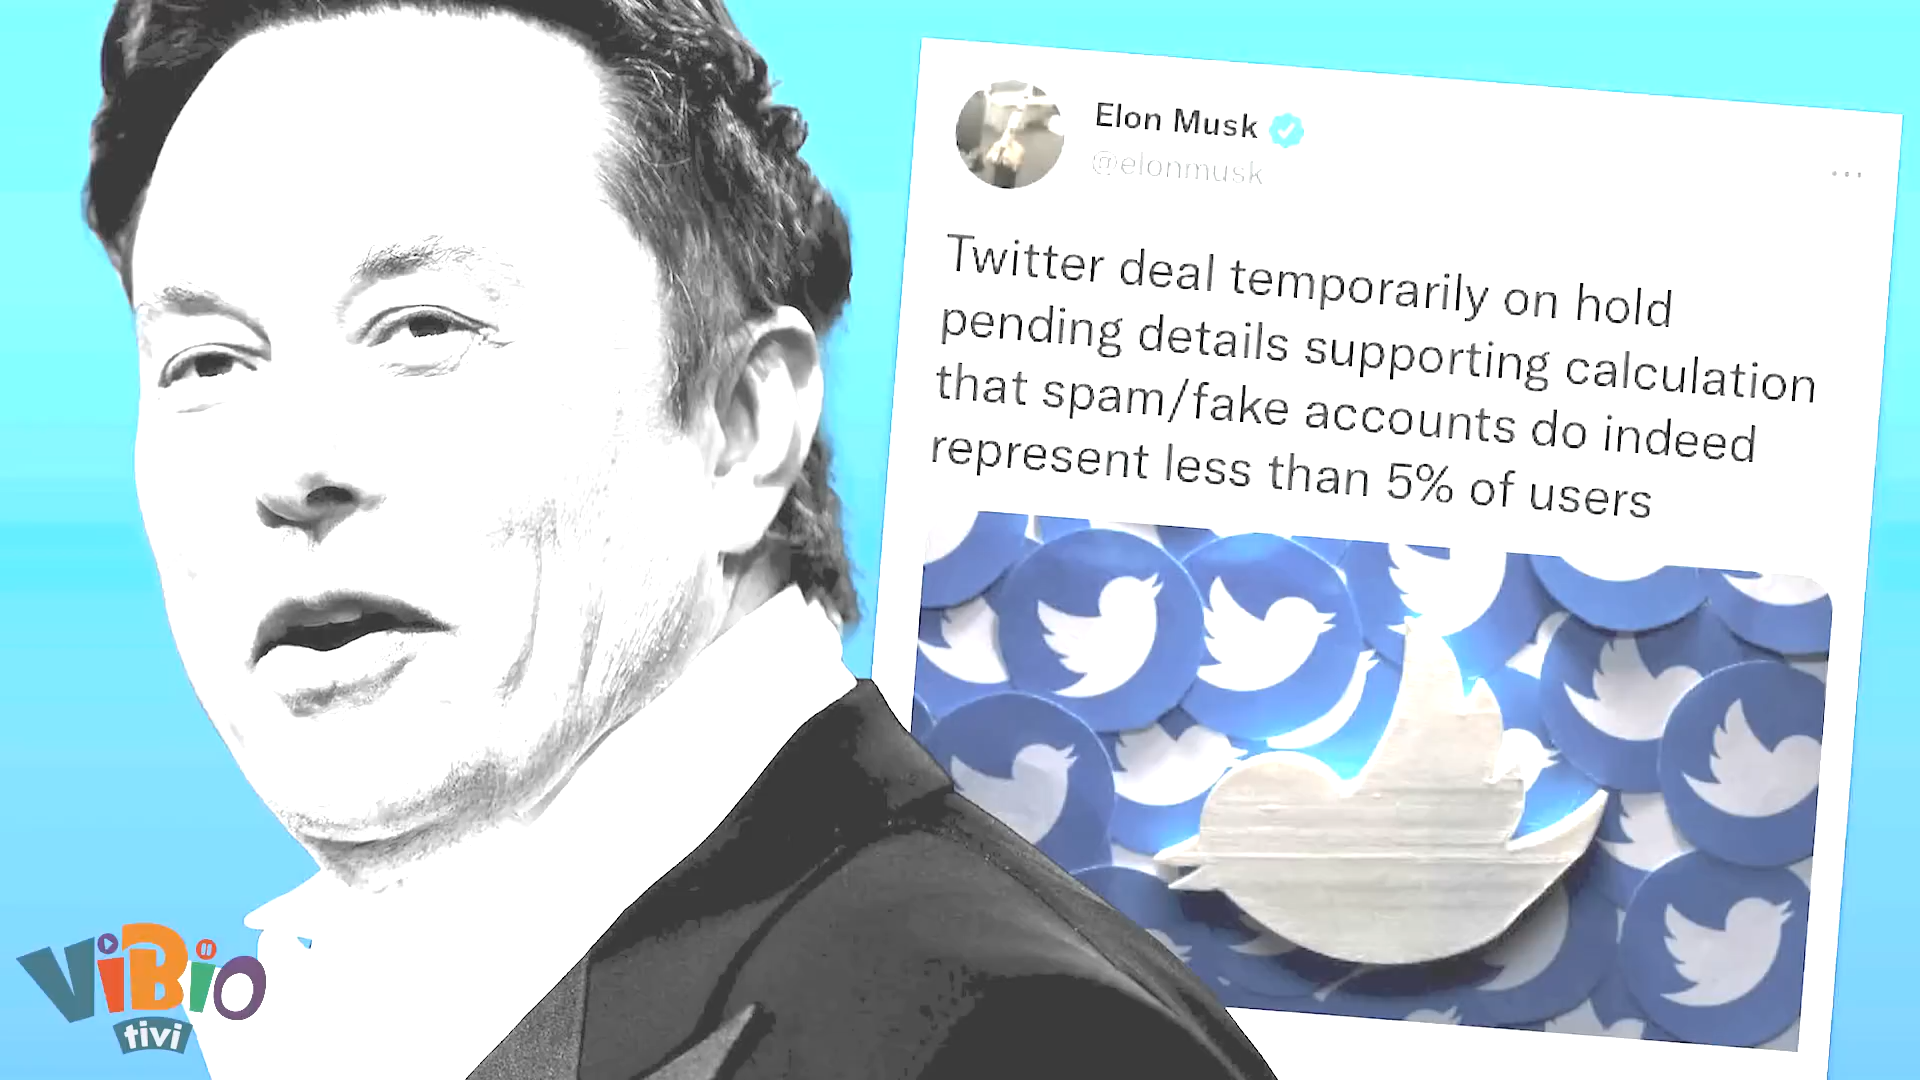 Elon Musk
@elonmusk
Twitter deal temporarily on hold
pending details supporting calculation
that spam/fake accounts do indeed
represent less than 5% of users
ViBiO
tivi